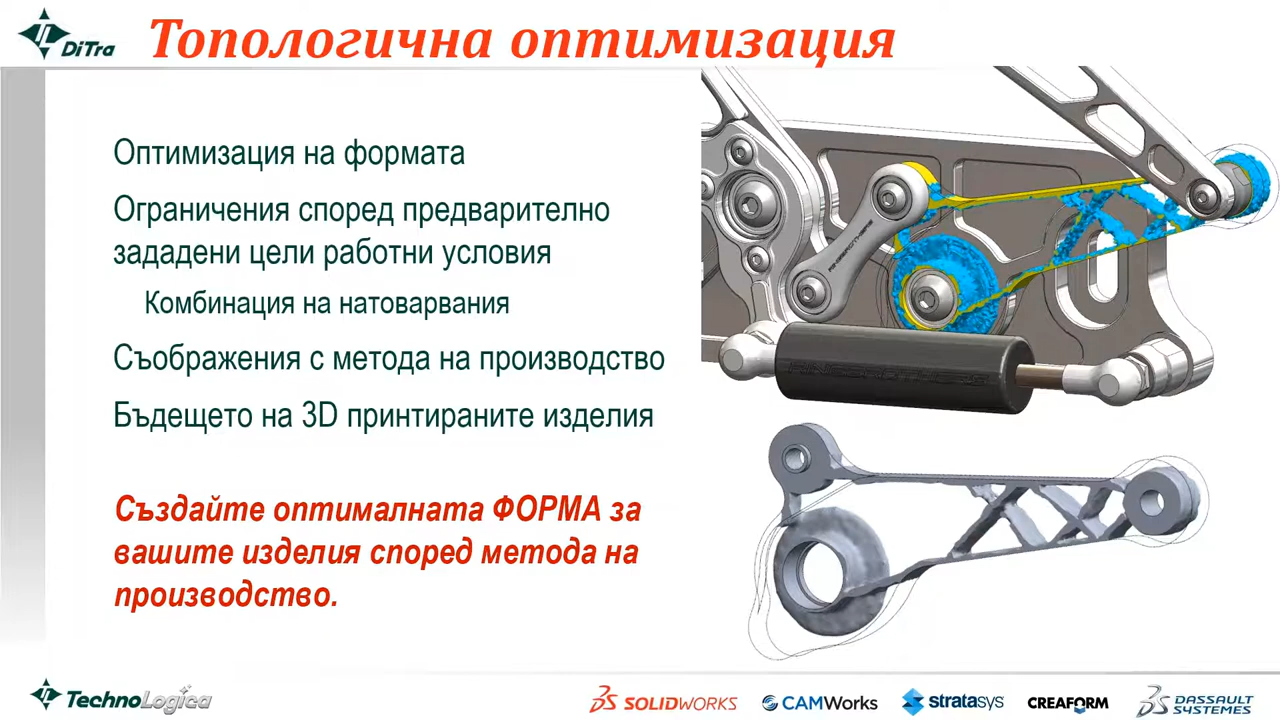 DiTra
Топологична оптимизация
Оптимизация на формата
Ограничения според предварително
зададени цели работни условия
Комбинация на натоварвания
Съображения с метода на производство
Бъдещето на 3D принтираните изделия
Създайте оптималната ФОРМА за
вашите изделия според метода на
производство.
TechnoLogica
SOLIDWORKS
CAMWorks
stratasys
CREAFORM
DASSAULT
SYSTEMES